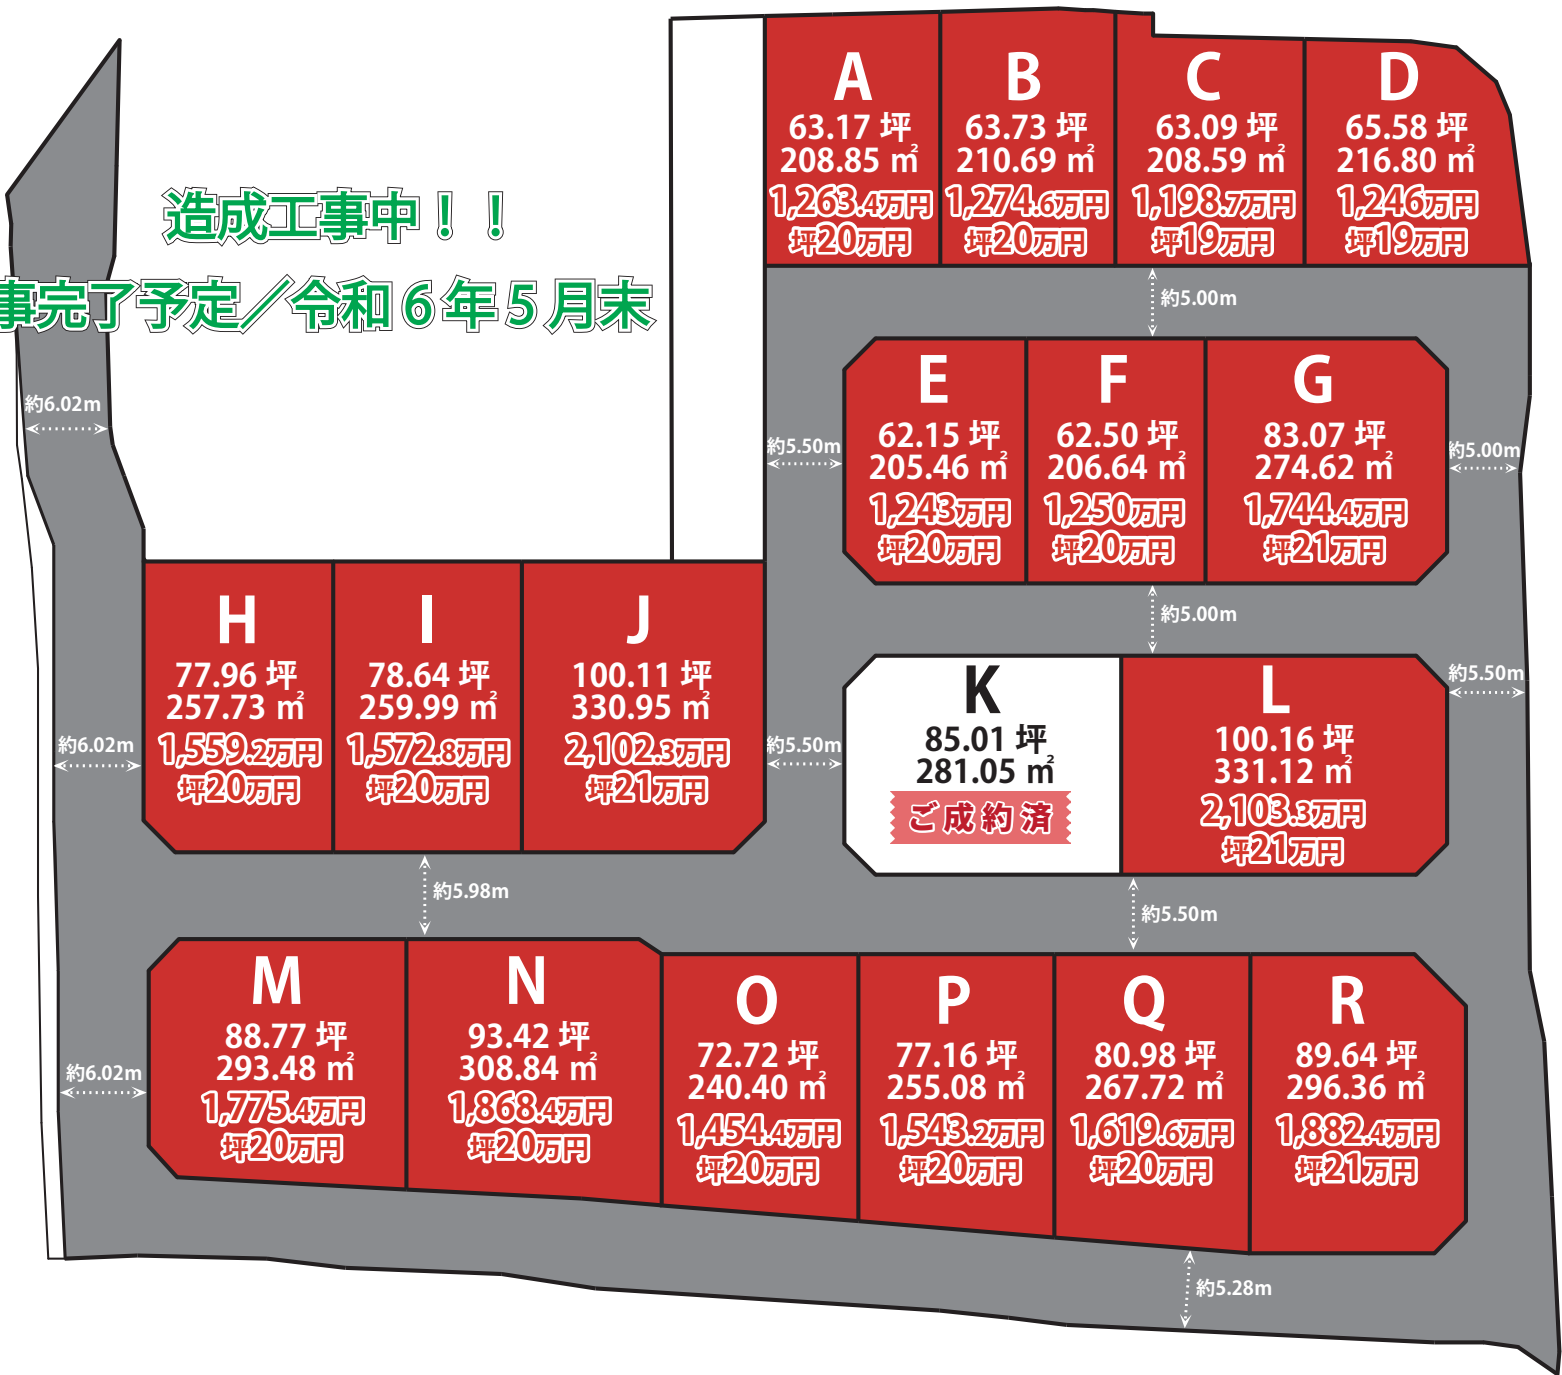 造成工事中！！
事完了予定／令和６年５月末
A
63.17 坪
208.85 ㎡
1,263.4万円
坪20万円
B
63.73 坪
210.69 ㎡
1,274.6万円
坪20万円
C
63.09 坪
208.59 ㎡
1,198.7万円
坪19万円
D
65.58 坪
216.80 ㎡
1,246万円
坪19万円
約5.00m
E
62.15 坪
205.46 ㎡
1,243万円
坪20万円
F
62.50 坪
206.64 ㎡
1,250万円
坪20万円
G
83.07 坪
274.62 ㎡
1,744.4万円
坪21万円
約6.02m
約5.50m
約5.00m
約5.00m
H
77.96 坪
257.73 ㎡
1,559.2万円
坪20万円
I
78.64 坪
259.99 ㎡
1,572.8万円
坪20万円
J
100.11 坪
330.95 ㎡
2,102.3万円
坪21万円
K
85.01 坪
281.05 ㎡
ご成約済
L
100.16 坪
331.12 ㎡
2,103.3万円
坪21万円
約5.50m
約6.02m
約5.50m
約5.98m
約5.50m
M
88.77 坪
293.48 ㎡
1,775.4万円
坪20万円
N
93.42 坪
308.84 ㎡
1,868.4万円
坪20万円
O
72.72 坪
240.40 ㎡
1,454.4万円
坪20万円
P
77.16 坪
255.08 ㎡
1,543.2万円
坪20万円
Q
80.98 坪
267.72 ㎡
1,619.6万円
坪20万円
R
89.64 坪
296.36 ㎡
1,882.4万円
坪21万円
約6.02m
約5.28m